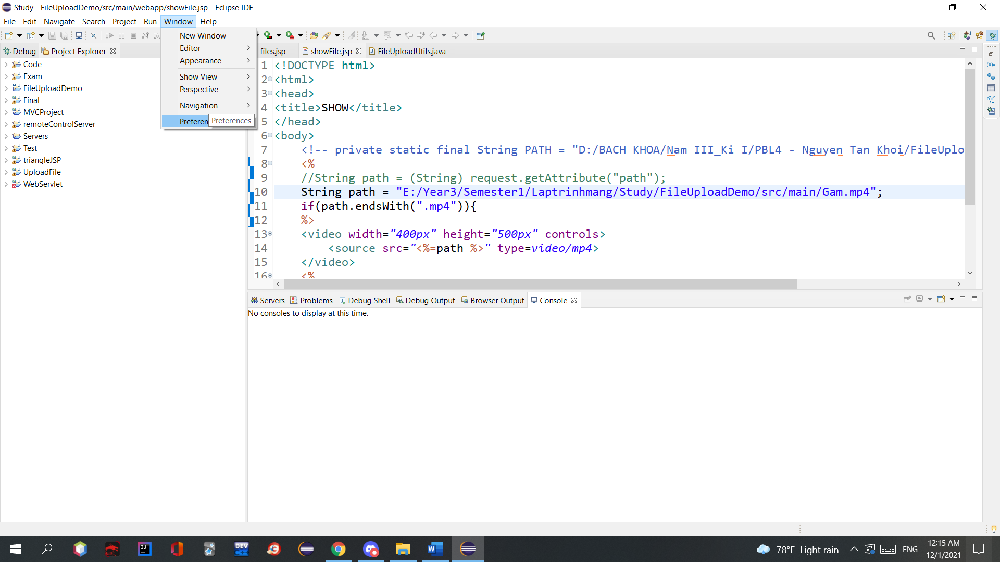 Study - FileUploadDemo/src/main/webapp/showFile.jsp - Eclipse IDE
File Edit Navigate Search Project Run Window Help
New Window
Editor
Appearance
Show View
Perspective
Navigation
Preferen
Preferences
Debug Project Explorer
Code
Exam
FileUploadDemo
Final
MVCProject
remoteControlServer
Servers
Test
triangleJSP
UploadFile
WebServlet
files.jsp showFile.jsp FileUploadUtils.java
1 <!DOCTYPE html>
2 <html>
3 <head>
4 <title>SHOW</title>
5 </head>
6 <body>
7 <!-- private static final String PATH = "D:/BACH KHOA/Nam III_Ki I/PBL4 - Nguyen Tan Khoi/FileUplo
8 <%
9 //String path = (String) request.getAttribute("path");
10 String path = "E:/Year3/Semester1/Laptrinhmang/Study/FileUploadDemo/src/main/Gam.mp4";
11 if(path.endsWith(".mp4")){
12 %>
13 <video width="400px" height="500px" controls>
14 <source src="<%=path %>" type=video/mp4>
15 </video>
16 <%
Servers Problems Debug Shell Debug Output Browser Output Console
No consoles to display at this time.
78°F Light rain ENG 12:15 AM
12/1/2021